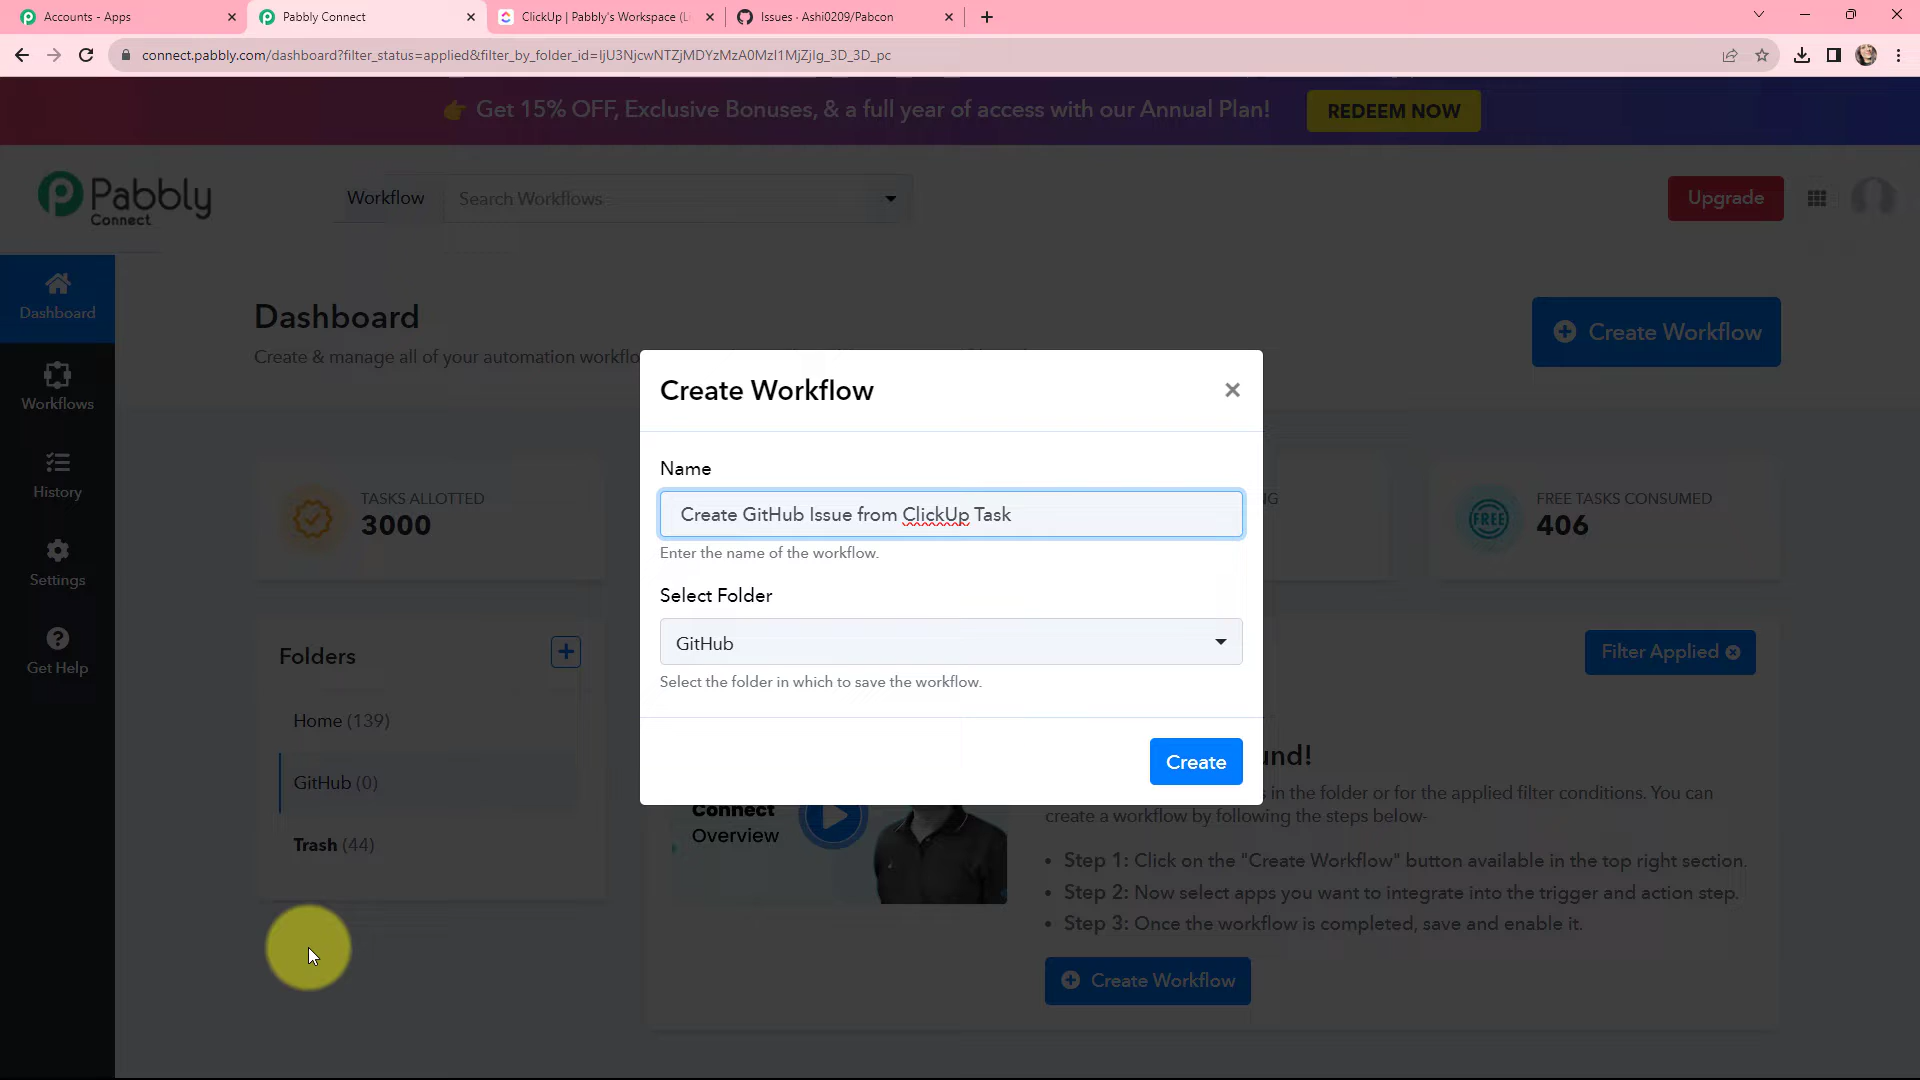 Accounts - Apps
Pabbly Connect
ClickUp | Pabbly's Workspace (Li
Issues · Ashi0209/Pabcon
connect.pabbly.com/dashboard?filter_status=applied&filter_by_folder_id=IjU3NjcwNTZjMDYzMzA0MzI1MjZjIg_3D_3D_pc
Get 15% OFF, Exclusive Bonuses, & a full year of access with our Annual Plan!
REDEEM NOW
Pabbly
Connect
Workflow
Search Workflows
Upgrade
Dashboard
Workflows
History
Settings
Get Help
Dashboard
Create & manage all of your automation workflo
Create Workflow
TASKS ALLOTTED
3000
NG
FREE
FREE TASKS CONSUMED
406
Folders
+
Home (139)
GitHub (0)
Trash (44)
Create Workflow
×
Name
Create GitHub Issue from ClickUp Task
Enter the name of the workflow.
Select Folder
GitHub
Select the folder in which to save the workflow.
Create
Filter Applied
und!
Connect
Overview
in the folder or for the applied filter conditions. You can
create a workflow by following the steps below-
• Step 1: Click on the "Create Workflow" button available in the top right section.
• Step 2: Now select apps you want to integrate into the trigger and action step.
• Step 3: Once the workflow is completed, save and enable it.
Create Workflow